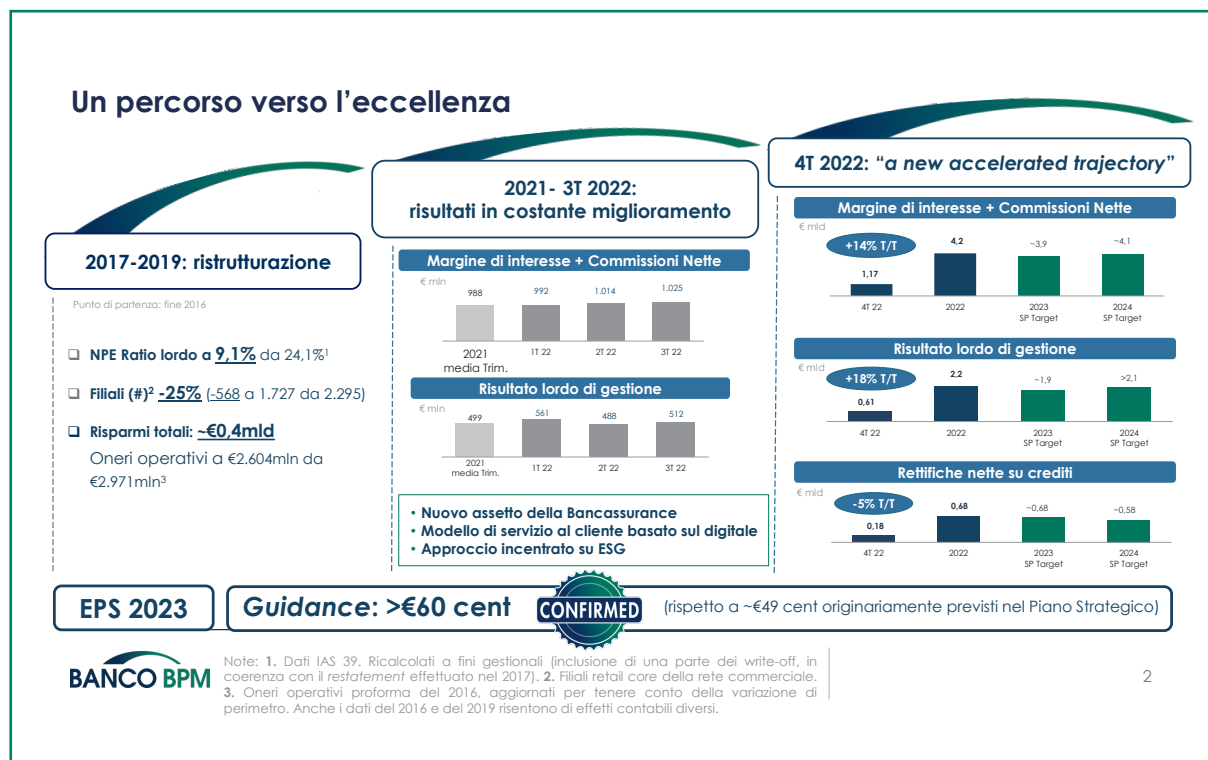 Un percorso verso l'eccellenza
2017-2019: ristrutturazione
Punto di partenza: fine 2016
NPE Ratio lordo a 9,1% da 24,1%¹
Filiali (#)² -25% (-568 a 1.727 da 2.295)
Risparmi totali: ~€0,4mld
Oneri operativi a €2.604mln da
€2.971mln³
2021- 3T 2022:
risultati in costante miglioramento
Margine di interesse + Commissioni Nette
€ mln
988
992
1.014
1.025
2021
media Trim.
1T 22
2T 22
3T 22
Risultato lordo di gestione
€ mln
499
561
488
512
2021
media Trim.
1T 22
2T 22
3T 22
• Nuovo assetto della Bancassurance
• Modello di servizio al cliente basato sul digitale
• Approccio incentrato su ESG
4T 2022: "a new accelerated trajectory"
Margine di interesse + Commissioni Nette
€ mld
+14% T/T
1,17
4,2
~3,9
~4,1
4T 22
2022
2023
SP Target
2024
SP Target
Risultato lordo di gestione
€ mld
+18% T/T
0,61
2,2
~1,9
>2,1
4T 22
2022
2023
SP Target
2024
SP Target
Rettifiche nette su crediti
€ mld
-5% T/T
0,18
0,68
~0,68
~0,58
4T 22
2022
2023
SP Target
2024
SP Target
EPS 2023
Guidance: >€60 cent
CONFIRMED
(rispetto a ~€49 cent originariamente previsti nel Piano Strategico)
BANCO BPM
Note: 1. Dati IAS 39. Ricalcolati a fini gestionali (inclusione di una parte dei write-off, in
coerenza con il restatement effettuato nel 2017). 2. Filiali retail core della rete commerciale.
3. Oneri operativi proforma del 2016, aggiornati per tenere conto della variazione di
perimetro. Anche i dati del 2016 e del 2019 risentono di effetti contabili diversi.
2